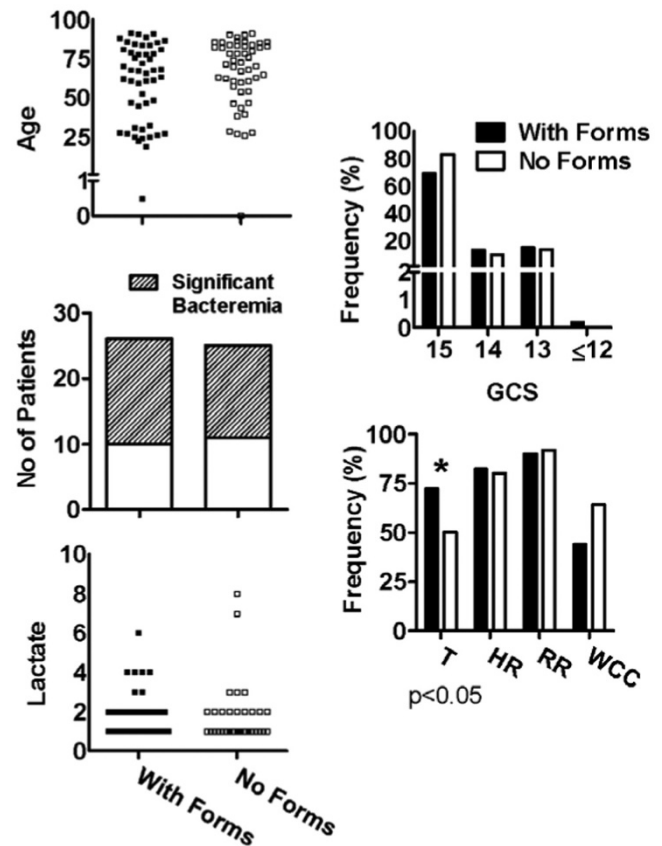 Age
100
75
50
25
1
0
Significant
Bacteremia
No of Patients
30
20
10
0
Lactate
10
8
6
4
2
0
With Forms
No Forms
With Forms
No Forms
Frequency (%)
100
80
60
40
20
2
1
0
15 14 13 ≤12
GCS
Frequency (%)
100
75
50
25
0
*
T HR RR WCC
p<0.05